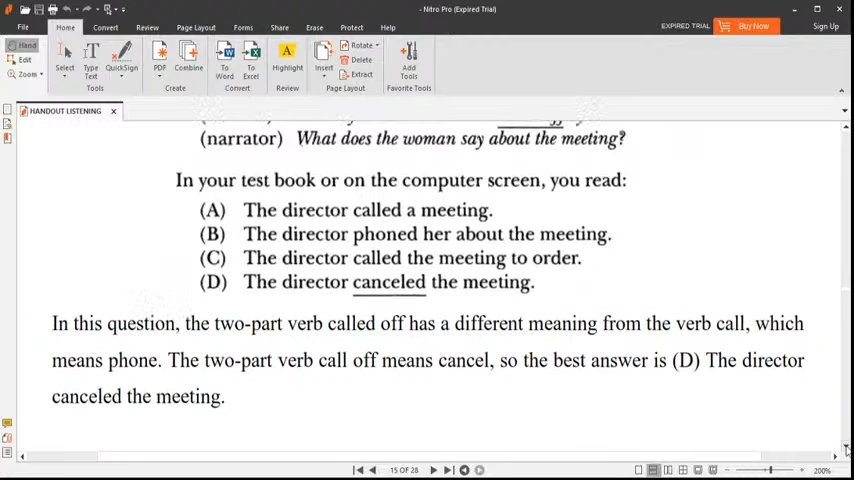 - Nitro Pro (Expired Trial)
File Home Convert Review Page Layout Forms Share Erase Protect Help
EXPIRED TRIAL Buy Now Sign Up
Hand
Edit
Zoom
Select
Type Text
QuickSign
Tools
PDF
Combine
Create
To Word
To Excel
Convert
Highlight
Review
Insert
Rotate
Delete
Extract
Page Layout
Add Tools
Favorite Tools
HANDOUT LISTENING
(narrator) What does the woman say about the meeting?
In your test book or on the computer screen, you read:
(A) The director called a meeting.
(B) The director phoned her about the meeting.
(C) The director called the meeting to order.
(D) The director canceled the meeting.
In this question, the two-part verb called off has a different meaning from the verb call, which
means phone. The two-part verb call off means cancel, so the best answer is (D) The director
canceled the meeting.
15 OF 28
200%